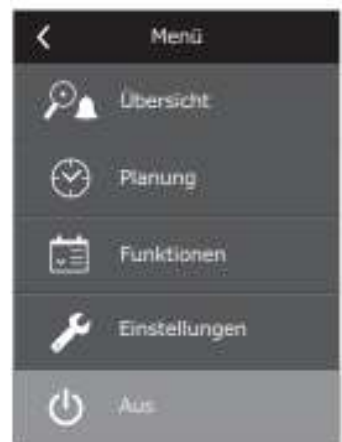 Menü
Übersicht
Planung
Funktionen
Einstellungen
Aus